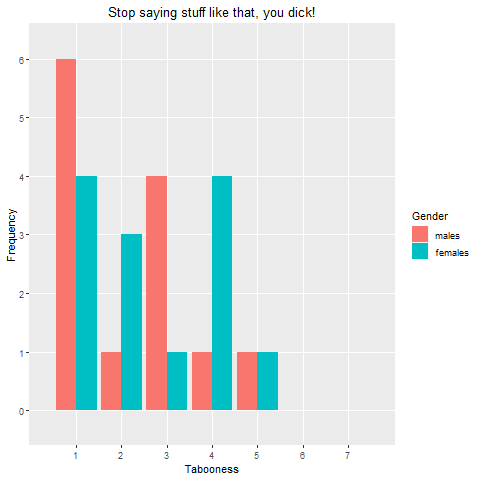 Stop saying stuff like that, you dick!
Frequency
6
5
4
3
2
1
0
1 2 3 4 5 6 7
Tabooness
Gender
males
females